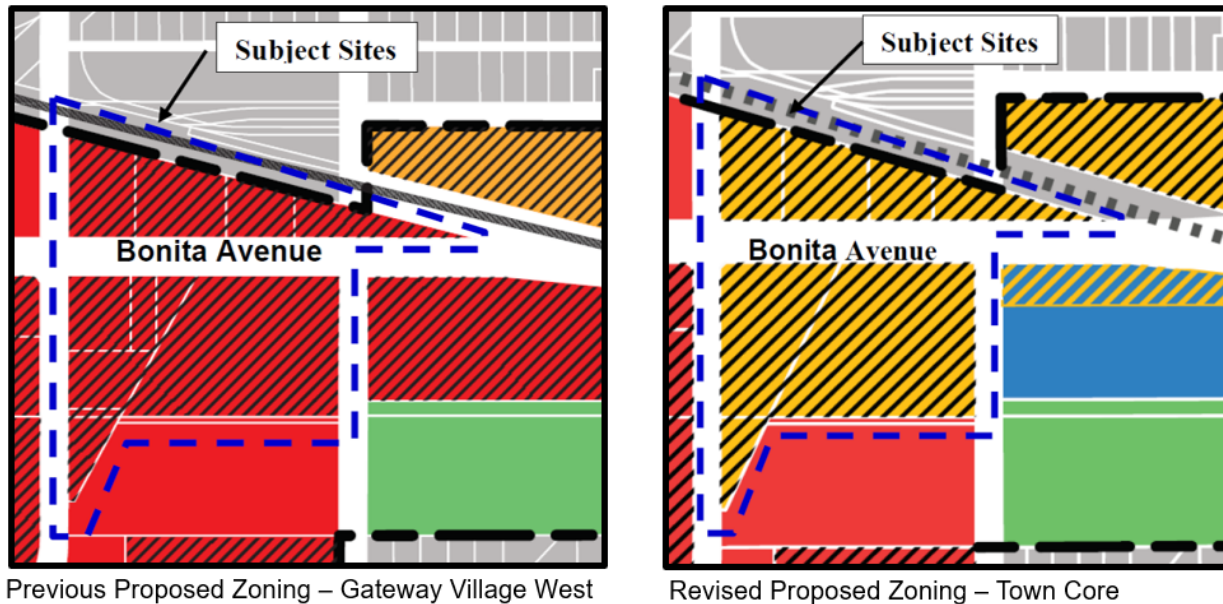 Subject Sites
Bonita Avenue
Previous Proposed Zoning – Gateway Village West
Subject Sites
Bonita Avenue
Revised Proposed Zoning – Town Core